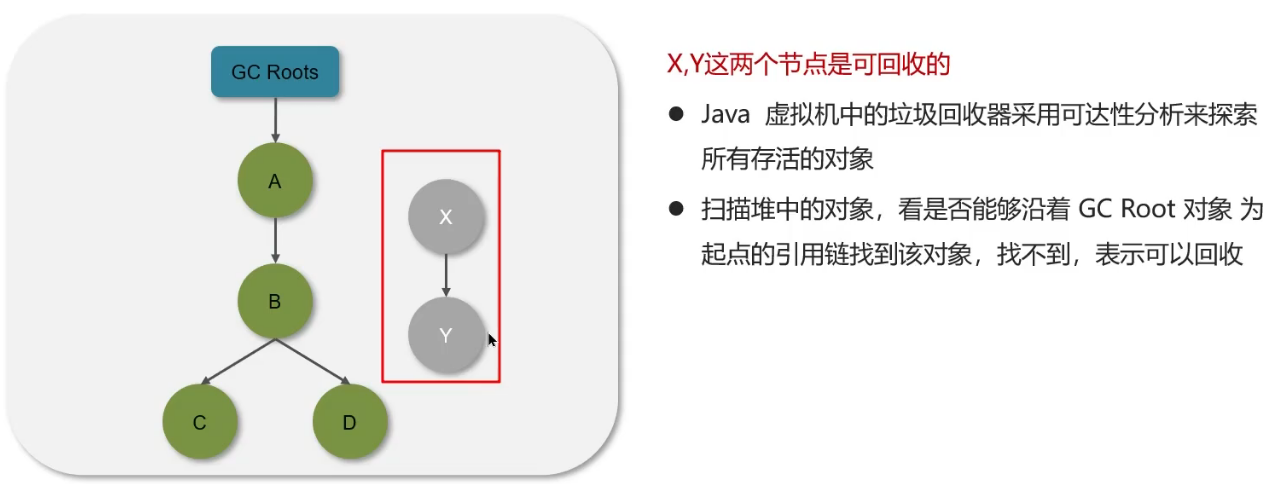 GC Roots
A
B
C
D
X
Y
X,Y这两个节点是可回收的
● Java 虚拟机中的垃圾回收器采用可达性分析来探索
所有存活的对象
● 扫描堆中的对象，看是否能够沿着 GC Root 对象 为
起点的引用链找到该对象，找不到，表示可以回收